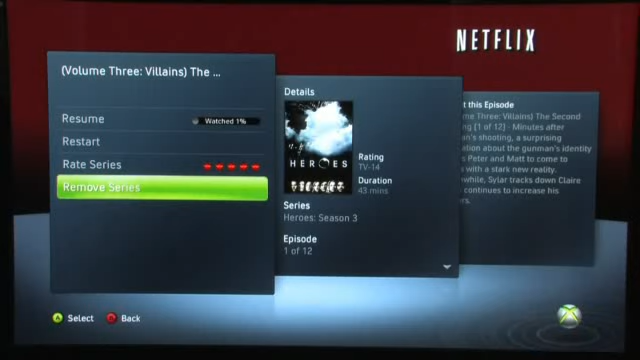 NETFLIX
(Volume Three: Villains) The ...
Resume
Watched 1%
Restart
Rate Series
Remove Series
Details
HEROES
Rating
TV-14
Duration
43 mins
Series
Heroes: Season 3
Episode
1 of 12
t this Episode
me Three: Villains) The Second
ng [1 of 12] - Minutes after
an's shooting, a surprising
ation about the gunman's identity
s Peter and Matt to come to
s with a stark new reality.
while, Sylar tracks down Claire
continues to increase his
rs.
A Select
B Back